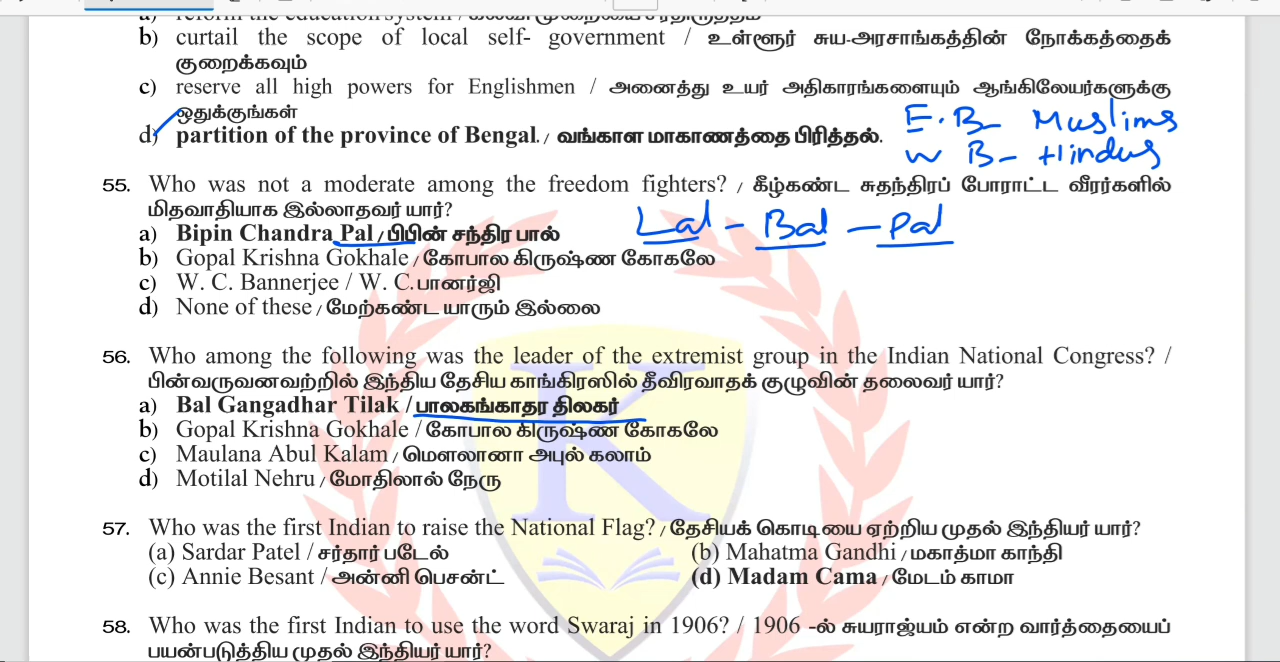 a) reform the education system / கல்வி முறையை சீர்திருத்தம்
b) curtail the scope of local self- government / உள்ளூர் சுய-அரசாங்கத்தின் நோக்கத்தைக்
குறைக்கவும்
c) reserve all high powers for Englishmen / அனைத்து உயர் அதிகாரங்களையும் ஆங்கிலேயர்களுக்கு
ஒதுக்குங்கள்
d) partition of the province of Bengal. / வங்காள மாகாணத்தை பிரித்தல்.
E.B– Muslims
W B– Hindus
55. Who was not a moderate among the freedom fighters? / கீழ்கண்ட சுதந்திரப் போராட்ட வீரர்களில்
மிதவாதியாக இல்லாதவர் யார்?
Lal – Bal – Pal
a) Bipin Chandra Pal / பிபின் சந்திர பால்
b) Gopal Krishna Gokhale / கோபால கிருஷ்ண கோகலே
c) W. C. Bannerjee / W. C. பானர்ஜி
d) None of these / மேற்கண்ட யாரும் இல்லை
56. Who among the following was the leader of the extremist group in the Indian National Congress? /
பின்வருவனவற்றில் இந்திய தேசிய காங்கிரஸில் தீவிரவாதக் குழுவின் தலைவர் யார்?
a) Bal Gangadhar Tilak / பாலகங்காதர திலகர்
b) Gopal Krishna Gokhale / கோபால கிருஷ்ண கோகலே
c) Maulana Abul Kalam / மௌலானா அபுல் கலாம்
d) Motilal Nehru / மோதிலால் நேரு
57. Who was the first Indian to raise the National Flag? / தேசியக் கொடியை ஏற்றிய முதல் இந்தியர் யார்?
(a) Sardar Patel / சர்தார் படேல் (b) Mahatma Gandhi / மகாத்மா காந்தி
(c) Annie Besant / அன்னி பெசன்ட் (d) Madam Cama / மேடம் காமா
58. Who was the first Indian to use the word Swaraj in 1906? / 1906 -ல் சுயராஜ்யம் என்ற வார்த்தையைப்
பயன்படுத்திய முதல் இந்தியர் யார்?
K